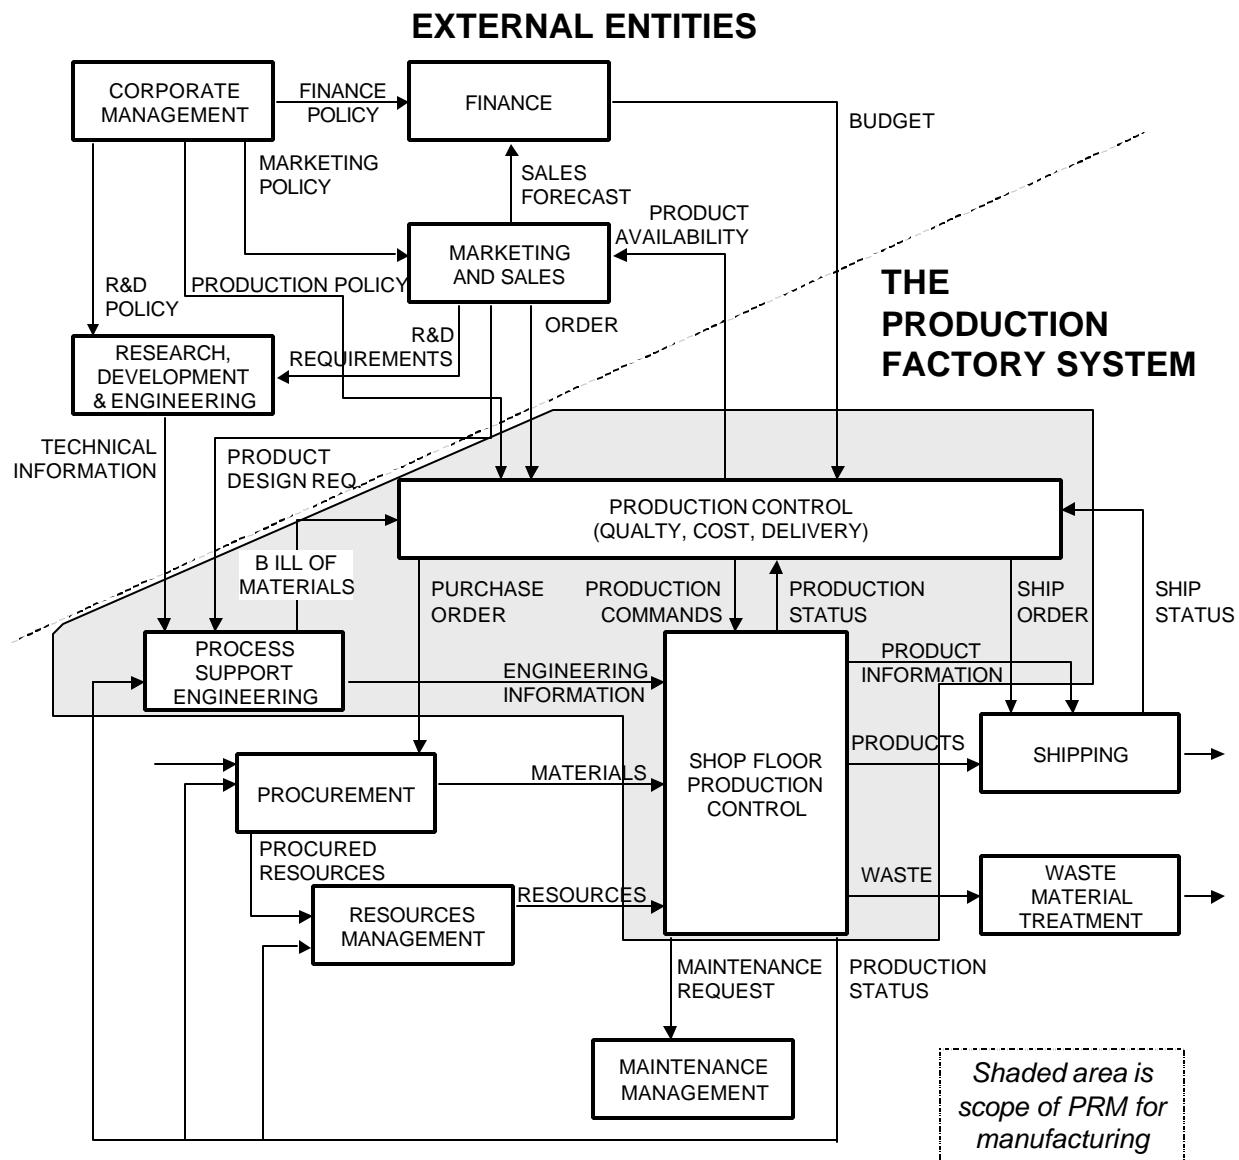 EXTERNAL ENTITIES
CORPORATE
MANAGEMENT
FINANCE
POLICY
FINANCE
BUDGET
MARKETING
POLICY
SALES
FORECAST
PRODUCT
AVAILABILITY
MARKETING
AND SALES
R&D
POLICY
PRODUCTION POLICY
THE
PRODUCTION
FACTORY SYSTEM
ORDER
R&D
REQUIREMENTS
RESEARCH,
DEVELOPMENT
& ENGINEERING
TECHNICAL
INFORMATION
PRODUCT
DESIGN REQ.
PRODUCTION CONTROL
(QUALTY, COST, DELIVERY)
B ILL OF
MATERIALS
PURCHASE
ORDER
PRODUCTION
COMMANDS
PRODUCTION
STATUS
SHIP
ORDER
SHIP
STATUS
PROCESS
SUPPORT
ENGINEERING
ENGINEERING
INFORMATION
PRODUCT
INFORMATION
SHOP FLOOR
PRODUCTION
CONTROL
PRODUCTS
SHIPPING
PROCUREMENT
MATERIALS
PROCURED
RESOURCES
RESOURCES
MANAGEMENT
RESOURCES
WASTE
WASTE
MATERIAL
TREATMENT
MAINTENANCE
REQUEST
PRODUCTION
STATUS
MAINTENANCE
MANAGEMENT
Shaded area is
scope of PRM for
manufacturing